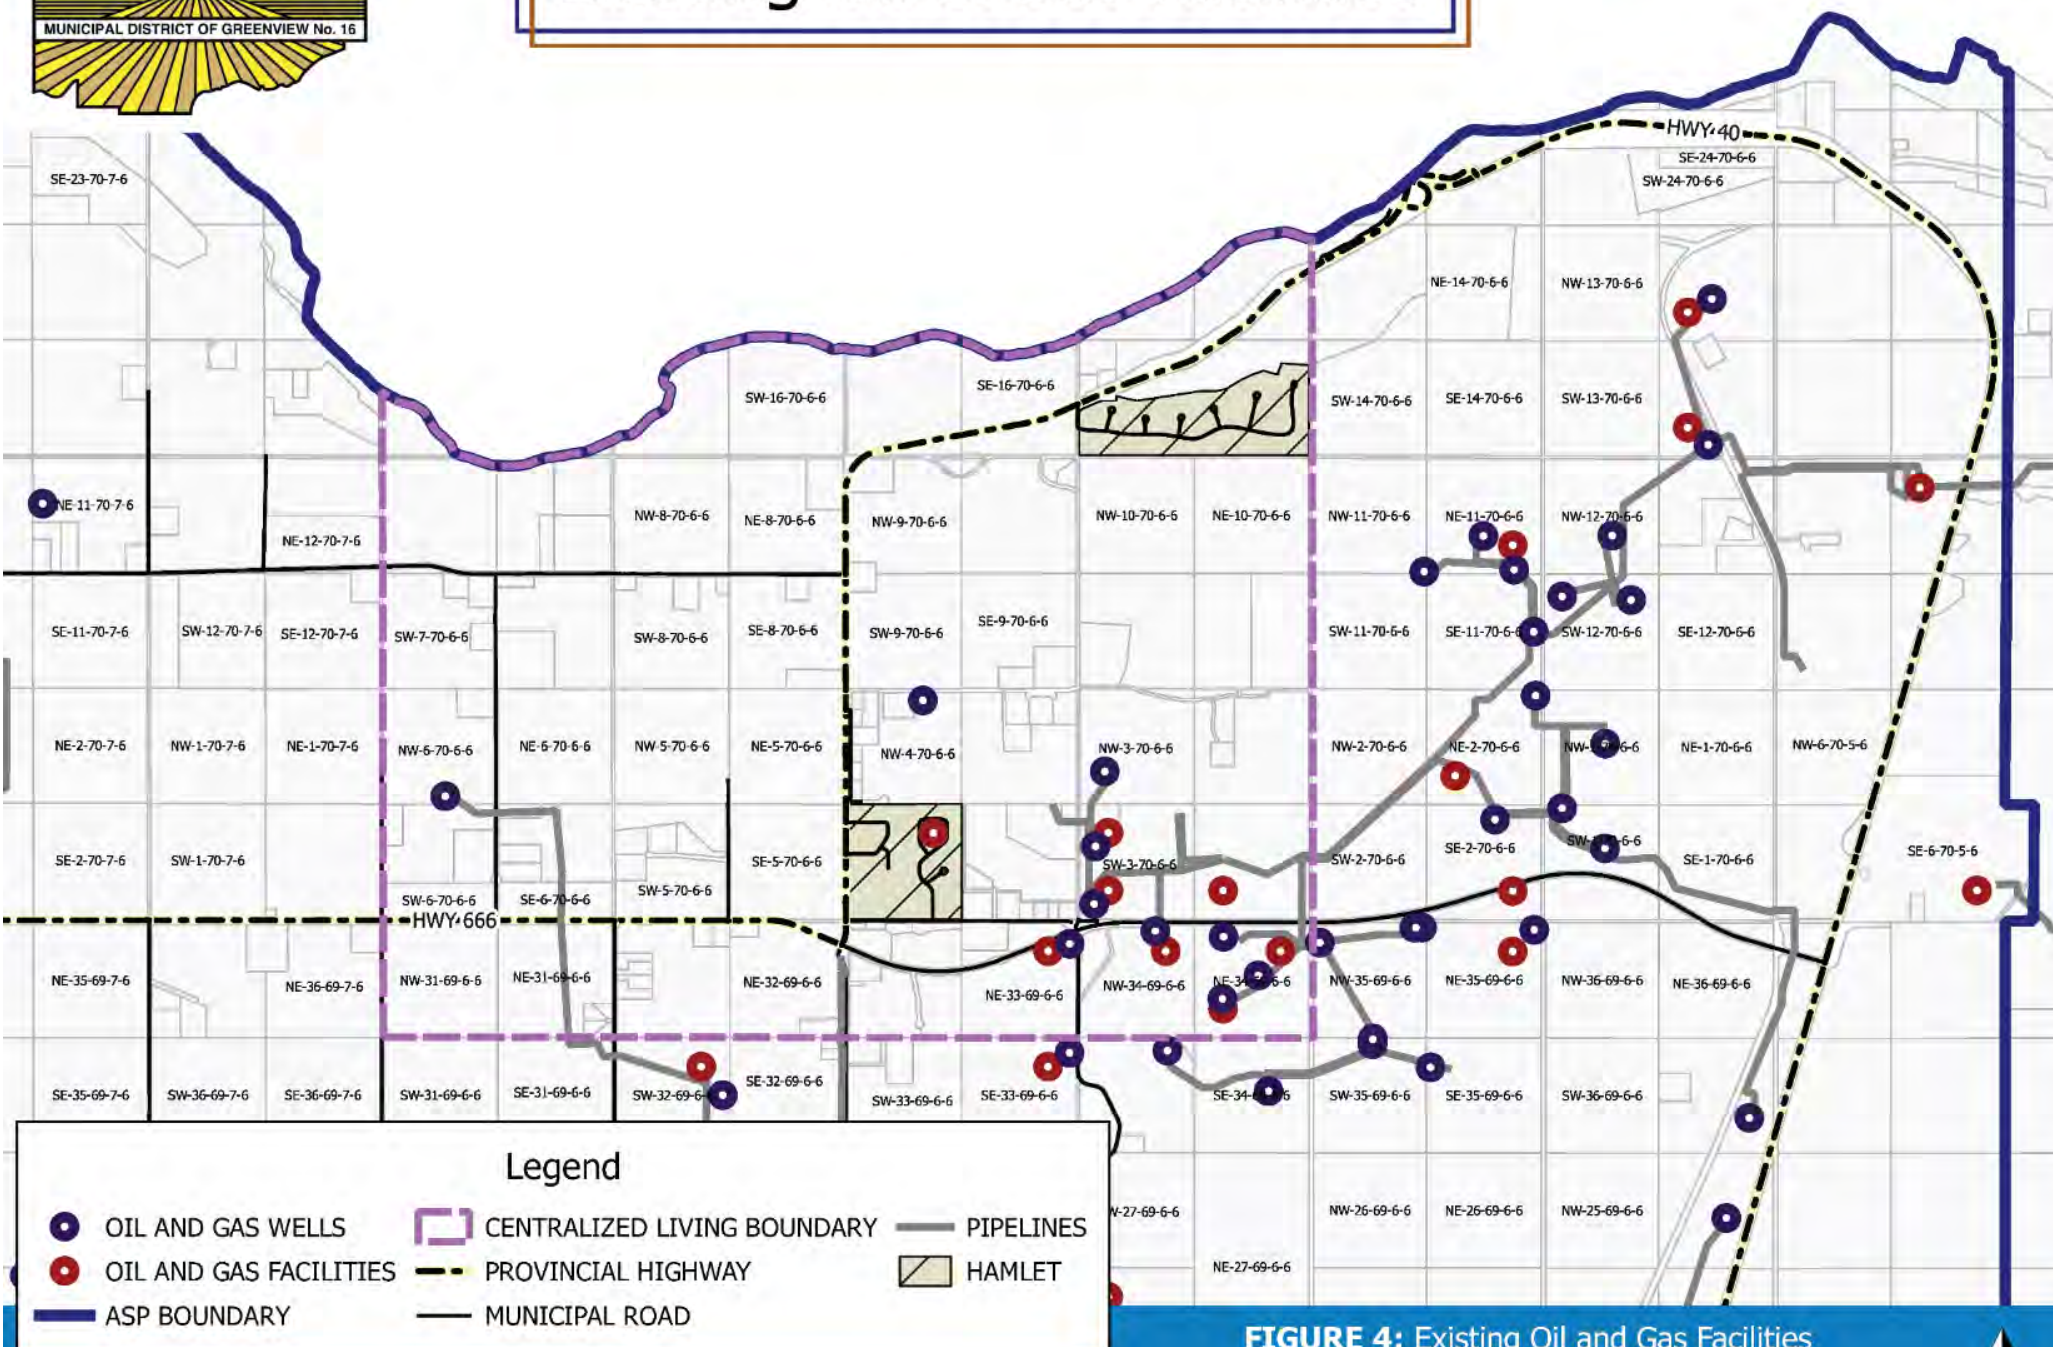 MUNICIPAL DISTRICT OF GREENVIEW No. 16
HWY 40
SE-24-70-6-6
SE-23-70-7-6
SW-24-70-6-6
NE-14-70-6-6
NW-13-70-6-6
SE-16-70-6-6
SW-16-70-6-6
SW-14-70-6-6
SE-14-70-6-6
SW-13-70-6-6
NE-11-70-7-6
NE-12-70-7-6
NW-8-70-6-6
NE-8-70-6-6
NW-9-70-6-6
NW-10-70-6-6
NE-10-70-6-6
NW-11-70-6-6
NE-11-70-6-6
NW-12-70-6-6
SE-11-70-7-6
SW-12-70-7-6
SE-12-70-7-6
SW-7-70-6-6
SW-8-70-6-6
SE-8-70-6-6
SW-9-70-6-6
SE-9-70-6-6
SW-11-70-6-6
SE-11-70-6-6
SW-12-70-6-6
SE-12-70-6-6
NE-2-70-7-6
NW-1-70-7-6
NE-1-70-7-6
NW-6-70-6-6
NE-6-70-6-6
NW-5-70-6-6
NE-5-70-6-6
NW-4-70-6-6
NW-3-70-6-6
NW-2-70-6-6
NE-2-70-6-6
NE-1-70-6-6
NW-6-70-5-6
SE-2-70-7-6
SW-1-70-7-6
SW-6-70-6-6
SE-6-70-6-6
SW-5-70-6-6
SE-5-70-6-6
SW-3-70-6-6
SW-2-70-6-6
SE-2-70-6-6
SE-1-70-6-6
SE-6-70-5-6
HWY 666
NE-35-69-7-6
NE-36-69-7-6
NW-31-69-6-6
NE-31-69-6-6
NE-32-69-6-6
NE-33-69-6-6
NW-34-69-6-6
NW-35-69-6-6
NE-35-69-6-6
NW-36-69-6-6
NE-36-69-6-6
SE-35-69-7-6
SW-36-69-7-6
SE-36-69-7-6
SW-31-69-6-6
SE-31-69-6-6
SW-32-69-6
SE-32-69-6-6
SW-33-69-6-6
SE-33-69-6-6
SE-34-
SW-35-69-6-6
SE-35-69-6-6
SW-36-69-6-6
-27-69-6-6
NW-26-69-6-6
NE-26-69-6-6
NW-25-69-6-6
NE-27-69-6-6
Legend
OIL AND GAS WELLS
CENTRALIZED LIVING BOUNDARY
PIPELINES
OIL AND GAS FACILITIES
PROVINCIAL HIGHWAY
HAMLET
ASP BOUNDARY
MUNICIPAL ROAD
FIGURE 4: Existing Oil and Gas Facilities